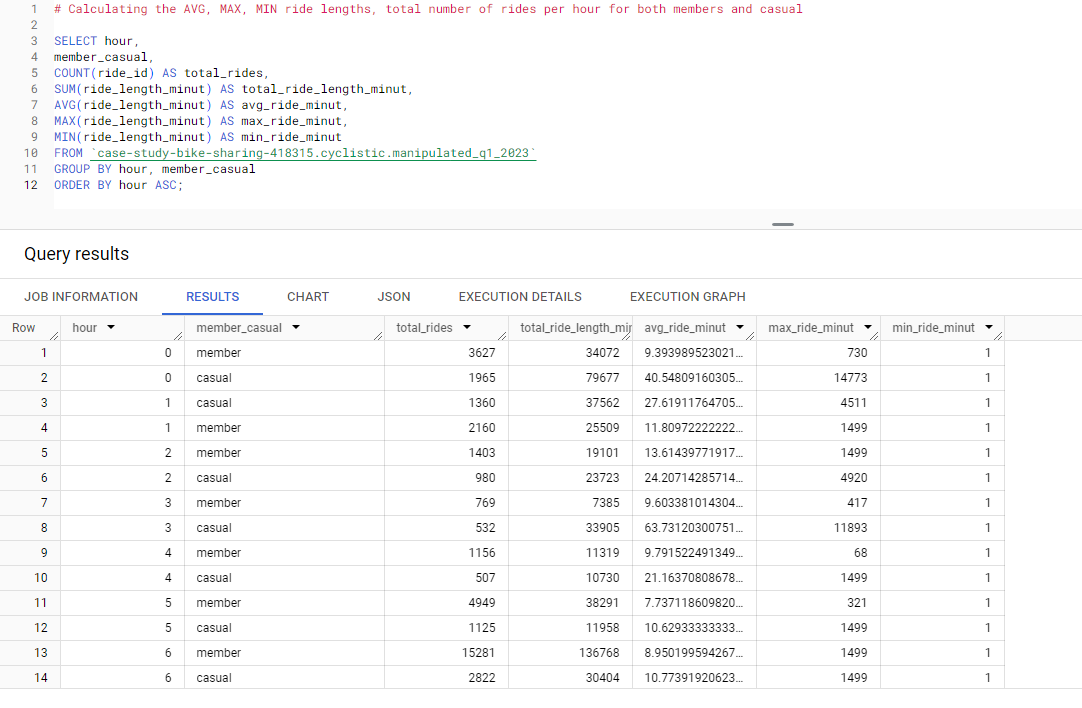 1 # Calculating the AVG, MAX, MIN ride lengths, total number of rides per hour for both members and casual
2
3 SELECT hour,
4 member_casual,
5 COUNT(ride_id) AS total_rides,
6 SUM(ride_length_minut) AS total_ride_length_minut,
7 AVG(ride_length_minut) AS avg_ride_minut,
8 MAX(ride_length_minut) AS max_ride_minut,
9 MIN(ride_length_minut) AS min_ride_minut
10 FROM `case-study-bike-sharing-418315.cyclistic.manipulated_q1_2023`
11 GROUP BY hour, member_casual
12 ORDER BY hour ASC;
Query results
JOB INFORMATION RESULTS CHART JSON EXECUTION DETAILS EXECUTION GRAPH
Row hour member_casual total_rides total_ride_length_mir avg_ride_minut max_ride_minut min_ride_minut
1 0 member 3627 34072 9.393989523021... 730 1
2 0 casual 1965 79677 40.54809160305... 14773 1
3 1 casual 1360 37562 27.61911764705... 4511 1
4 1 member 2160 25509 11.80972222222... 1499 1
5 2 member 1403 19101 13.61439771917... 1499 1
6 2 casual 980 23723 24.20714285714... 4920 1
7 3 member 769 7385 9.603381014304... 417 1
8 3 casual 532 33905 63.73120300751... 11893 1
9 4 member 1156 11319 9.791522491349... 68 1
10 4 casual 507 10730 21.16370808678... 1499 1
11 5 member 4949 38291 7.737118609820... 321 1
12 5 casual 1125 11958 10.62933333333... 1499 1
13 6 member 15281 136768 8.950199594267... 1499 1
14 6 casual 2822 30404 10.77391920623... 1499 1